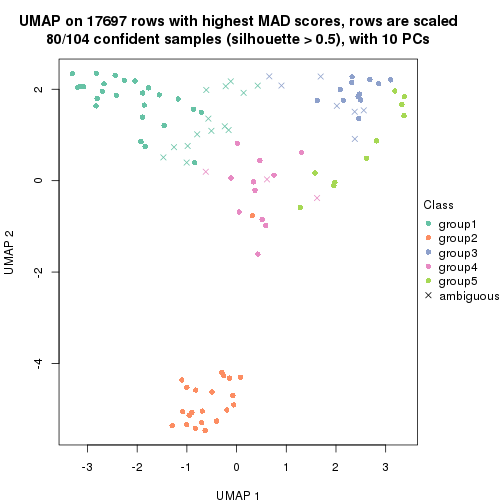 UMAP on 17697 rows with highest MAD scores, rows are scaled
80/104 confident samples (silhouette > 0.5), with 10 PCs
2
0
-2
-4
UMAP 2
-3 -2 -1 0 1 2 3
UMAP 1
Class
group1
group2
group3
group4
group5
ambiguous